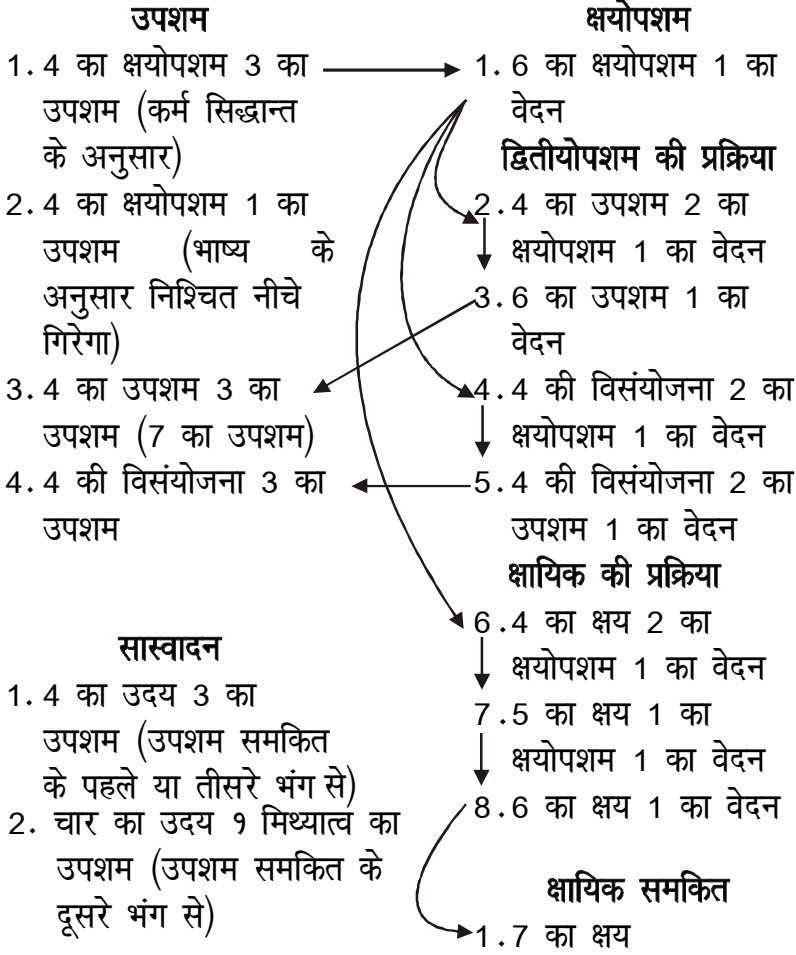 उपशम
1. 4 का क्षयोपशम 3 का
उपशम (कर्म सिद्धान्त
के अनुसार)
2. 4 का क्षयोपशम 1 का
उपशम (भाष्य के
अनुसार निश्चित नीचे
गिरेगा)
3. 4 का उपशम 3 का
उपशम (7 का उपशम)
4. 4 की विसंयोजना 3 का
उपशम
सास्वादन
1. 4 का उदय 3 का
उपशम (उपशम समकित
के पहले या तीसरे भंग से)
2. चार का उदय १ मिथ्यात्व का
उपशम (उपशम समकित के
दूसरे भंग से)
क्षयोपशम
1. 6 का क्षयोपशम 1 का
वेदन
द्वितीयोपशम की प्रक्रिया
2. 4 का उपशम 2 का
क्षयोपशम 1 का वेदन
3. 6 का उपशम 1 का
वेदन
4. 4 की विसंयोजना 2 का
क्षयोपशम 1 का वेदन
5. 4 की विसंयोजना 2 का
उपशम 1 का वेदन
क्षायिक की प्रक्रिया
6. 4 का क्षय 2 का
क्षयोपशम 1 का वेदन
7. 5 का क्षय 1 का
क्षयोपशम 1 का वेदन
8. 6 का क्षय 1 का वेदन
क्षायिक समकित
1. 7 का क्षय